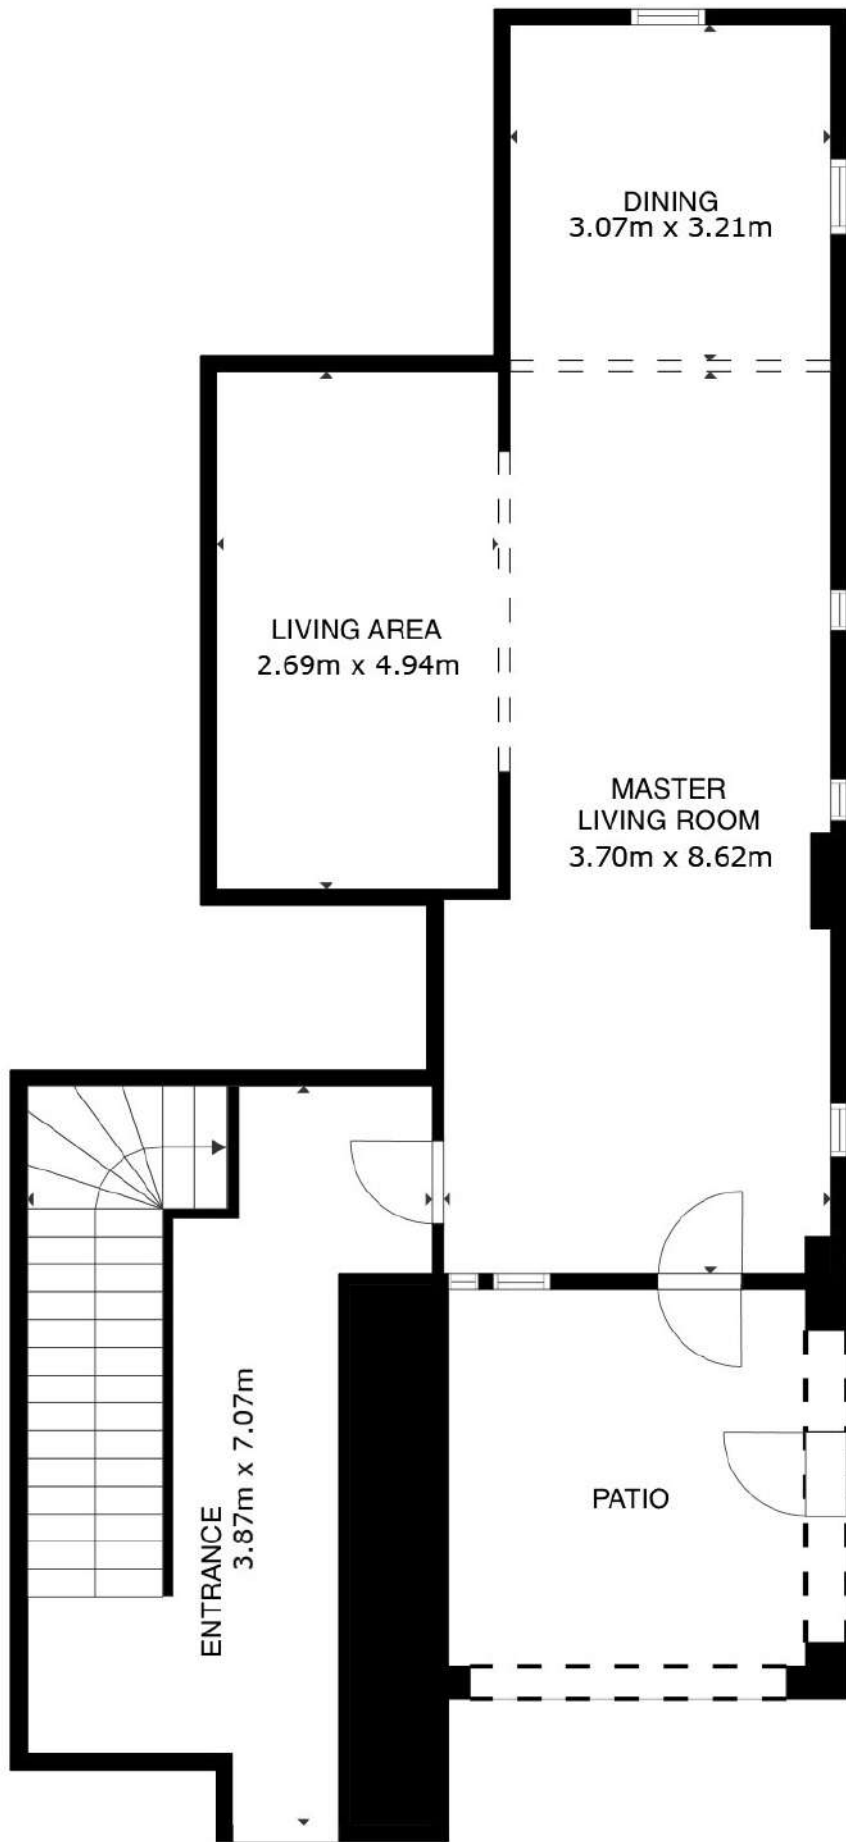 DINING
3.07m x 3.21m
LIVING AREA
2.69m x 4.94m
MASTER
LIVING ROOM
3.70m x 8.62m
ENTRANCE
3.87m x 7.07m
PATIO